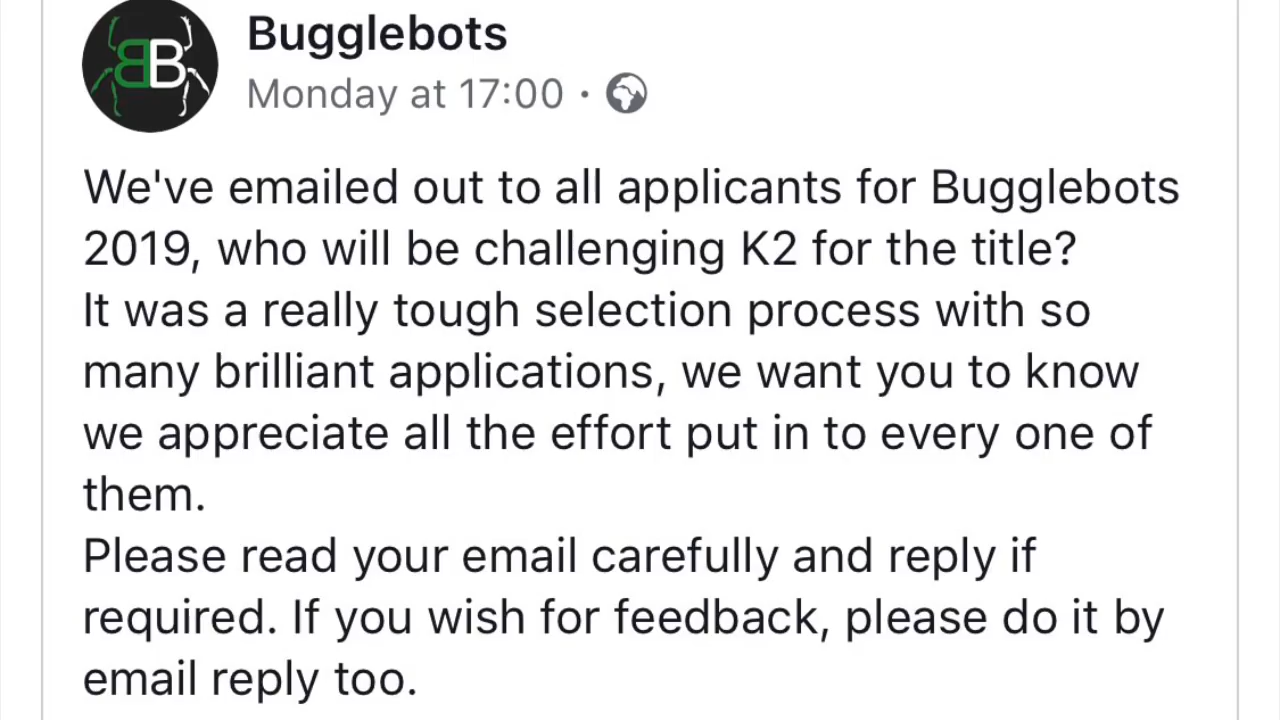 BB
Bugglebots
Monday at 17:00 ·
We've emailed out to all applicants for Bugglebots
2019, who will be challenging K2 for the title?
It was a really tough selection process with so
many brilliant applications, we want you to know
we appreciate all the effort put in to every one of
them.
Please read your email carefully and reply if
required. If you wish for feedback, please do it by
email reply too.